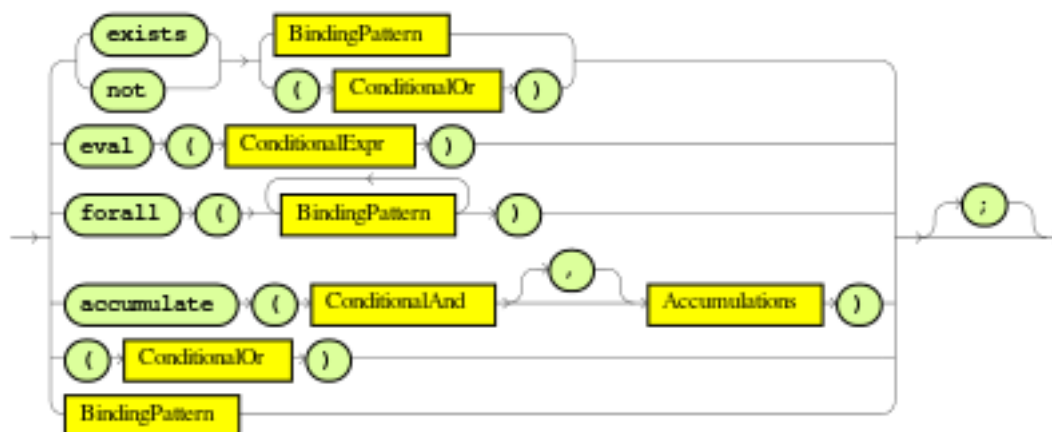 exists BindingPattern
not ( ConditionalOr )
eval ( ConditionalExpr )
forall ( BindingPattern ) ;
accumulate ( ConditionalAnd , Accumulations )
( ConditionalOr )
BindingPattern